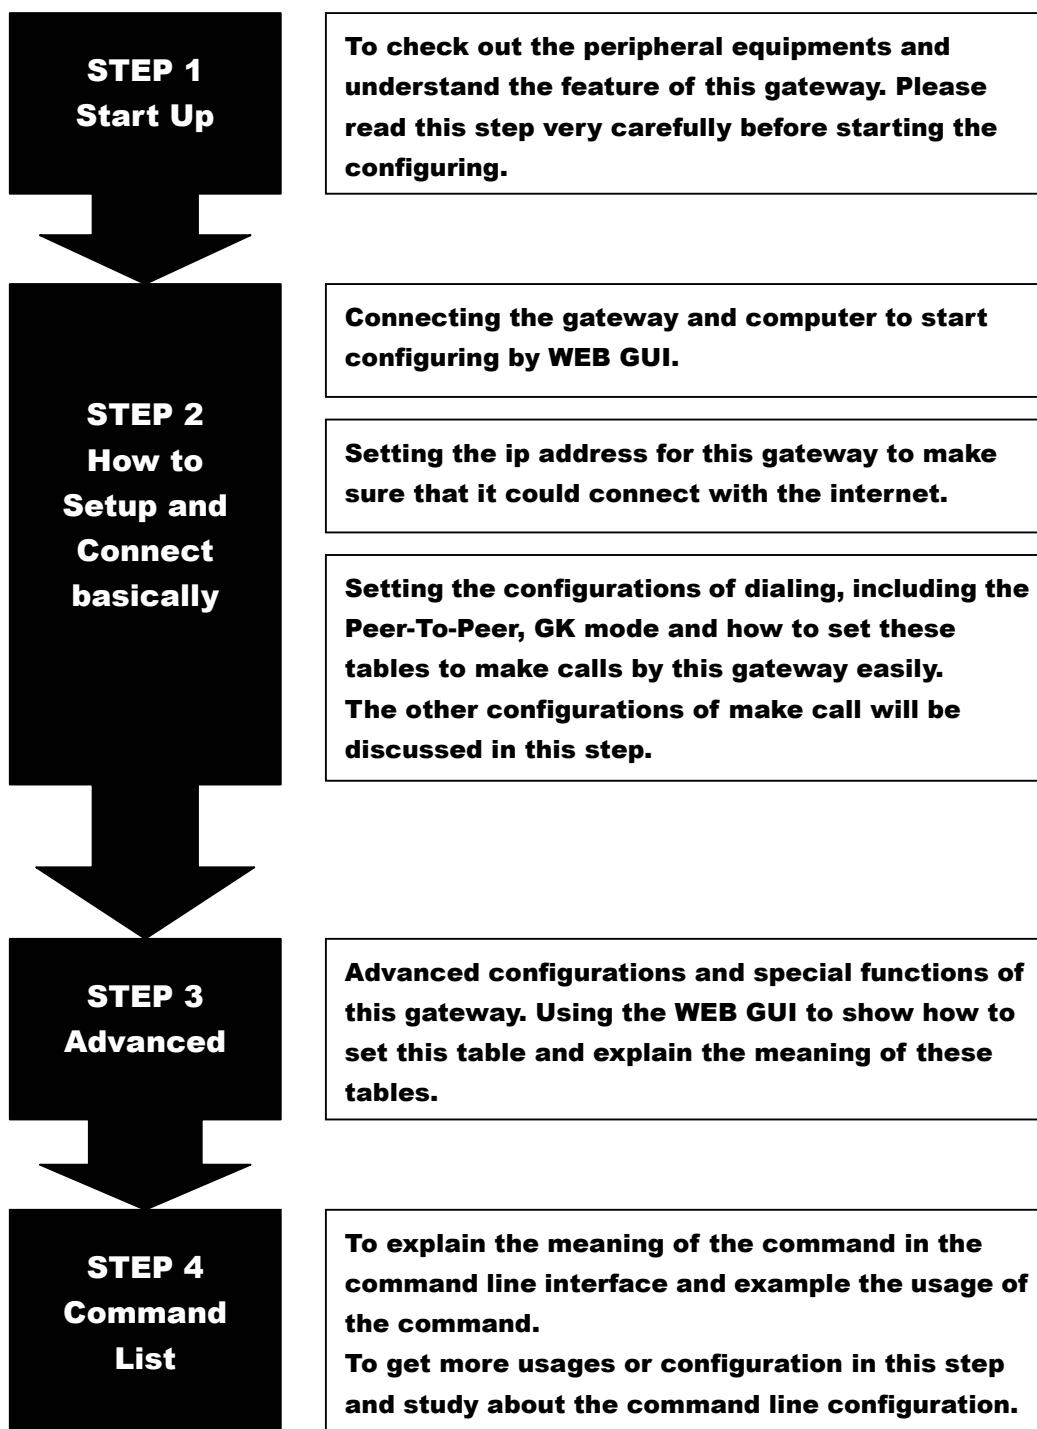 STEP 1
Start Up
To check out the peripheral equipments and
understand the feature of this gateway. Please
read this step very carefully before starting the
configuring.
STEP 2
How to
Setup and
Connect
basically
Connecting the gateway and computer to start
configuring by WEB GUI.
Setting the ip address for this gateway to make
sure that it could connect with the internet.
Setting the configurations of dialing, including the
Peer-To-Peer, GK mode and how to set these
tables to make calls by this gateway easily.
The other configurations of make call will be
discussed in this step.
STEP 3
Advanced
Advanced configurations and special functions of
this gateway. Using the WEB GUI to show how to
set this table and explain the meaning of these
tables.
STEP 4
Command
List
To explain the meaning of the command in the
command line interface and example the usage of
the command.
To get more usages or configuration in this step
and study about the command line configuration.